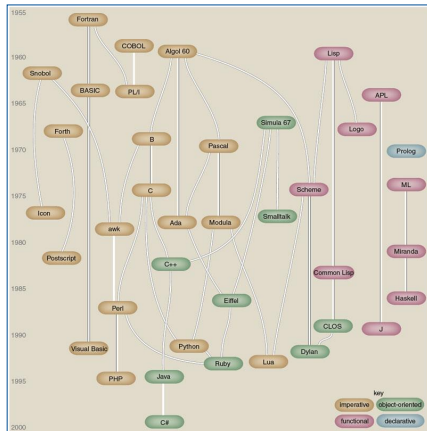 1955
Fortran
COBOL
Algol 60
Lisp
1960
Snobol
BASIC
PL/I
APL
1965
Simula 67
Logo
Forth
B
Pascal
1970
Prolog
C
Scheme
ML
1975
Icon
awk
Ada
Modula
Smalltalk
1980
Postscript
C++
Miranda
Common Lisp
1985
Perl
Eiffel
Haskell
CLOS
J
1990
Visual Basic
Python
Dylan
Ruby
Lua
PHP
Java
1995
key
imperative
object-oriented
C#
functional
declarative
2000